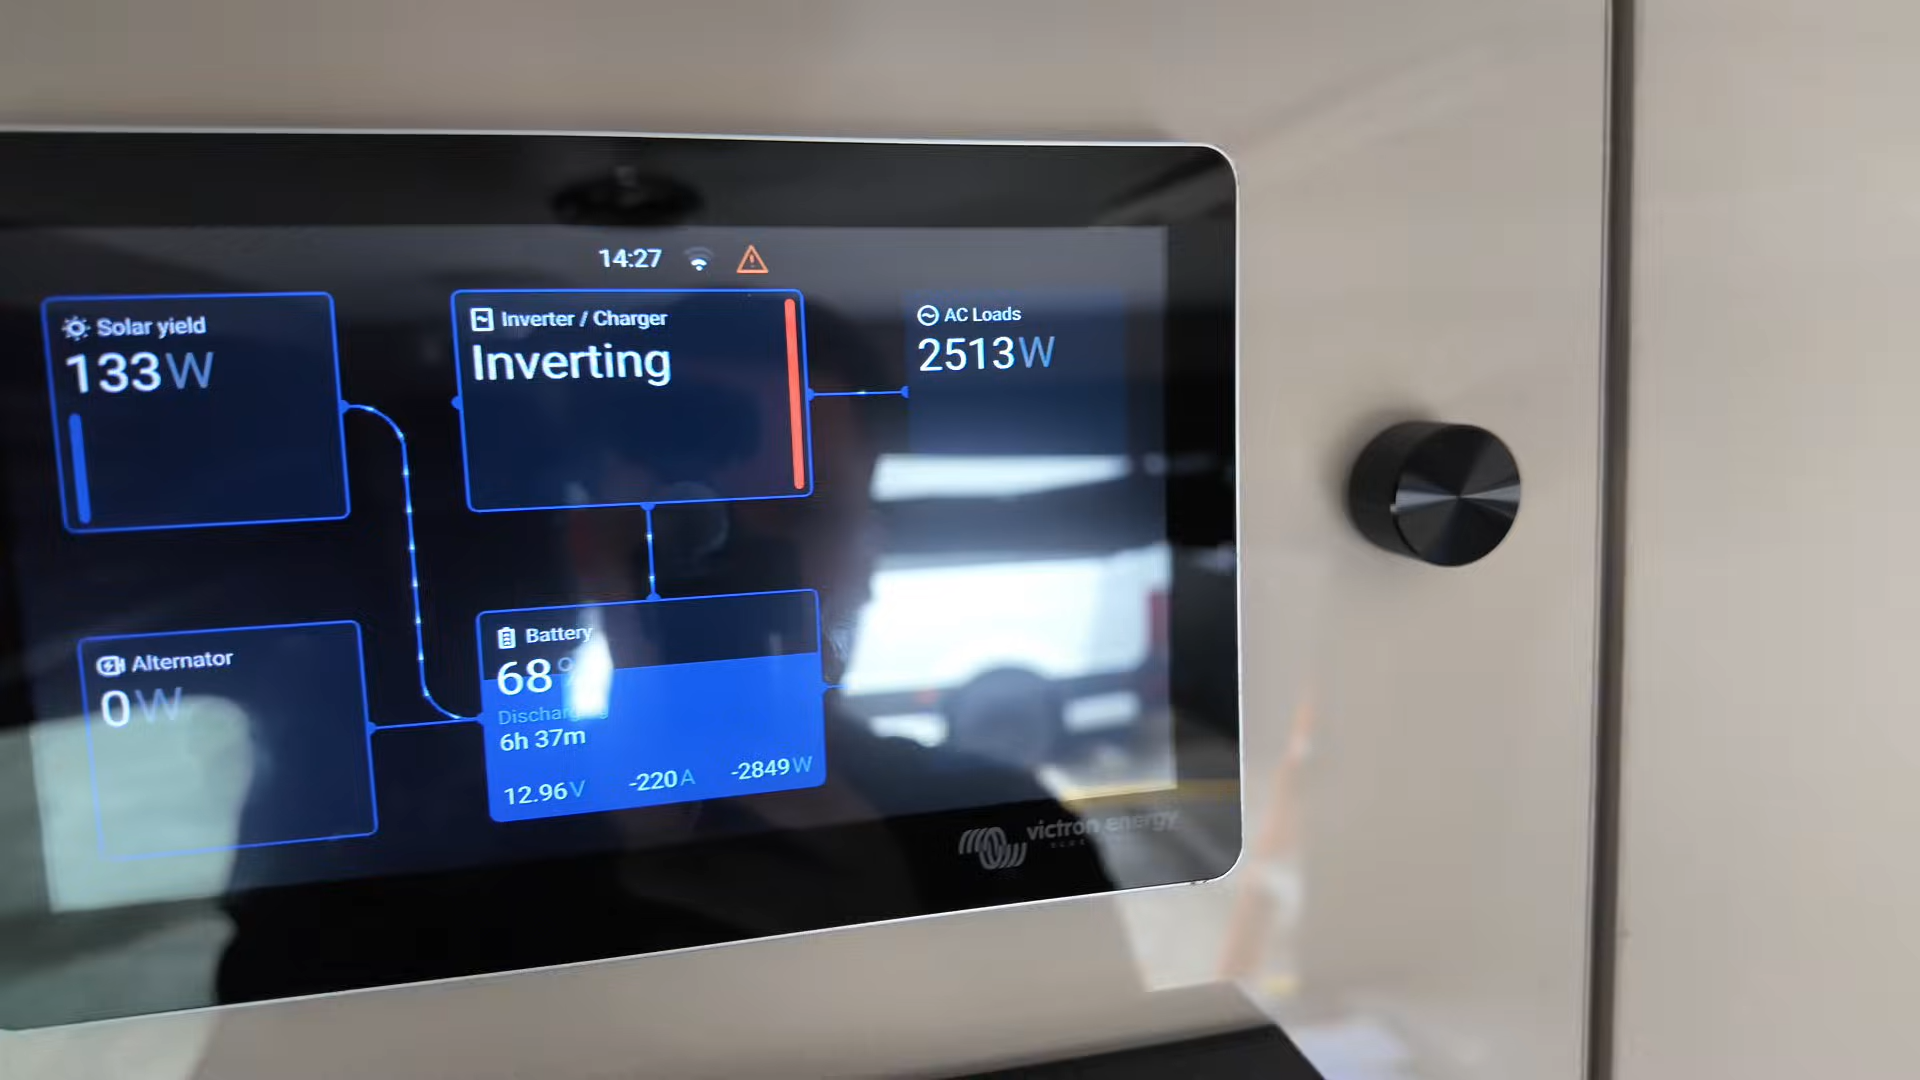 14:27
Solar yield
133W
Inverter / Charger
Inverting
AC Loads
2513W
Alternator
0W
Battery
68
6h 37m
12.96V -220A -2849W
victron energy